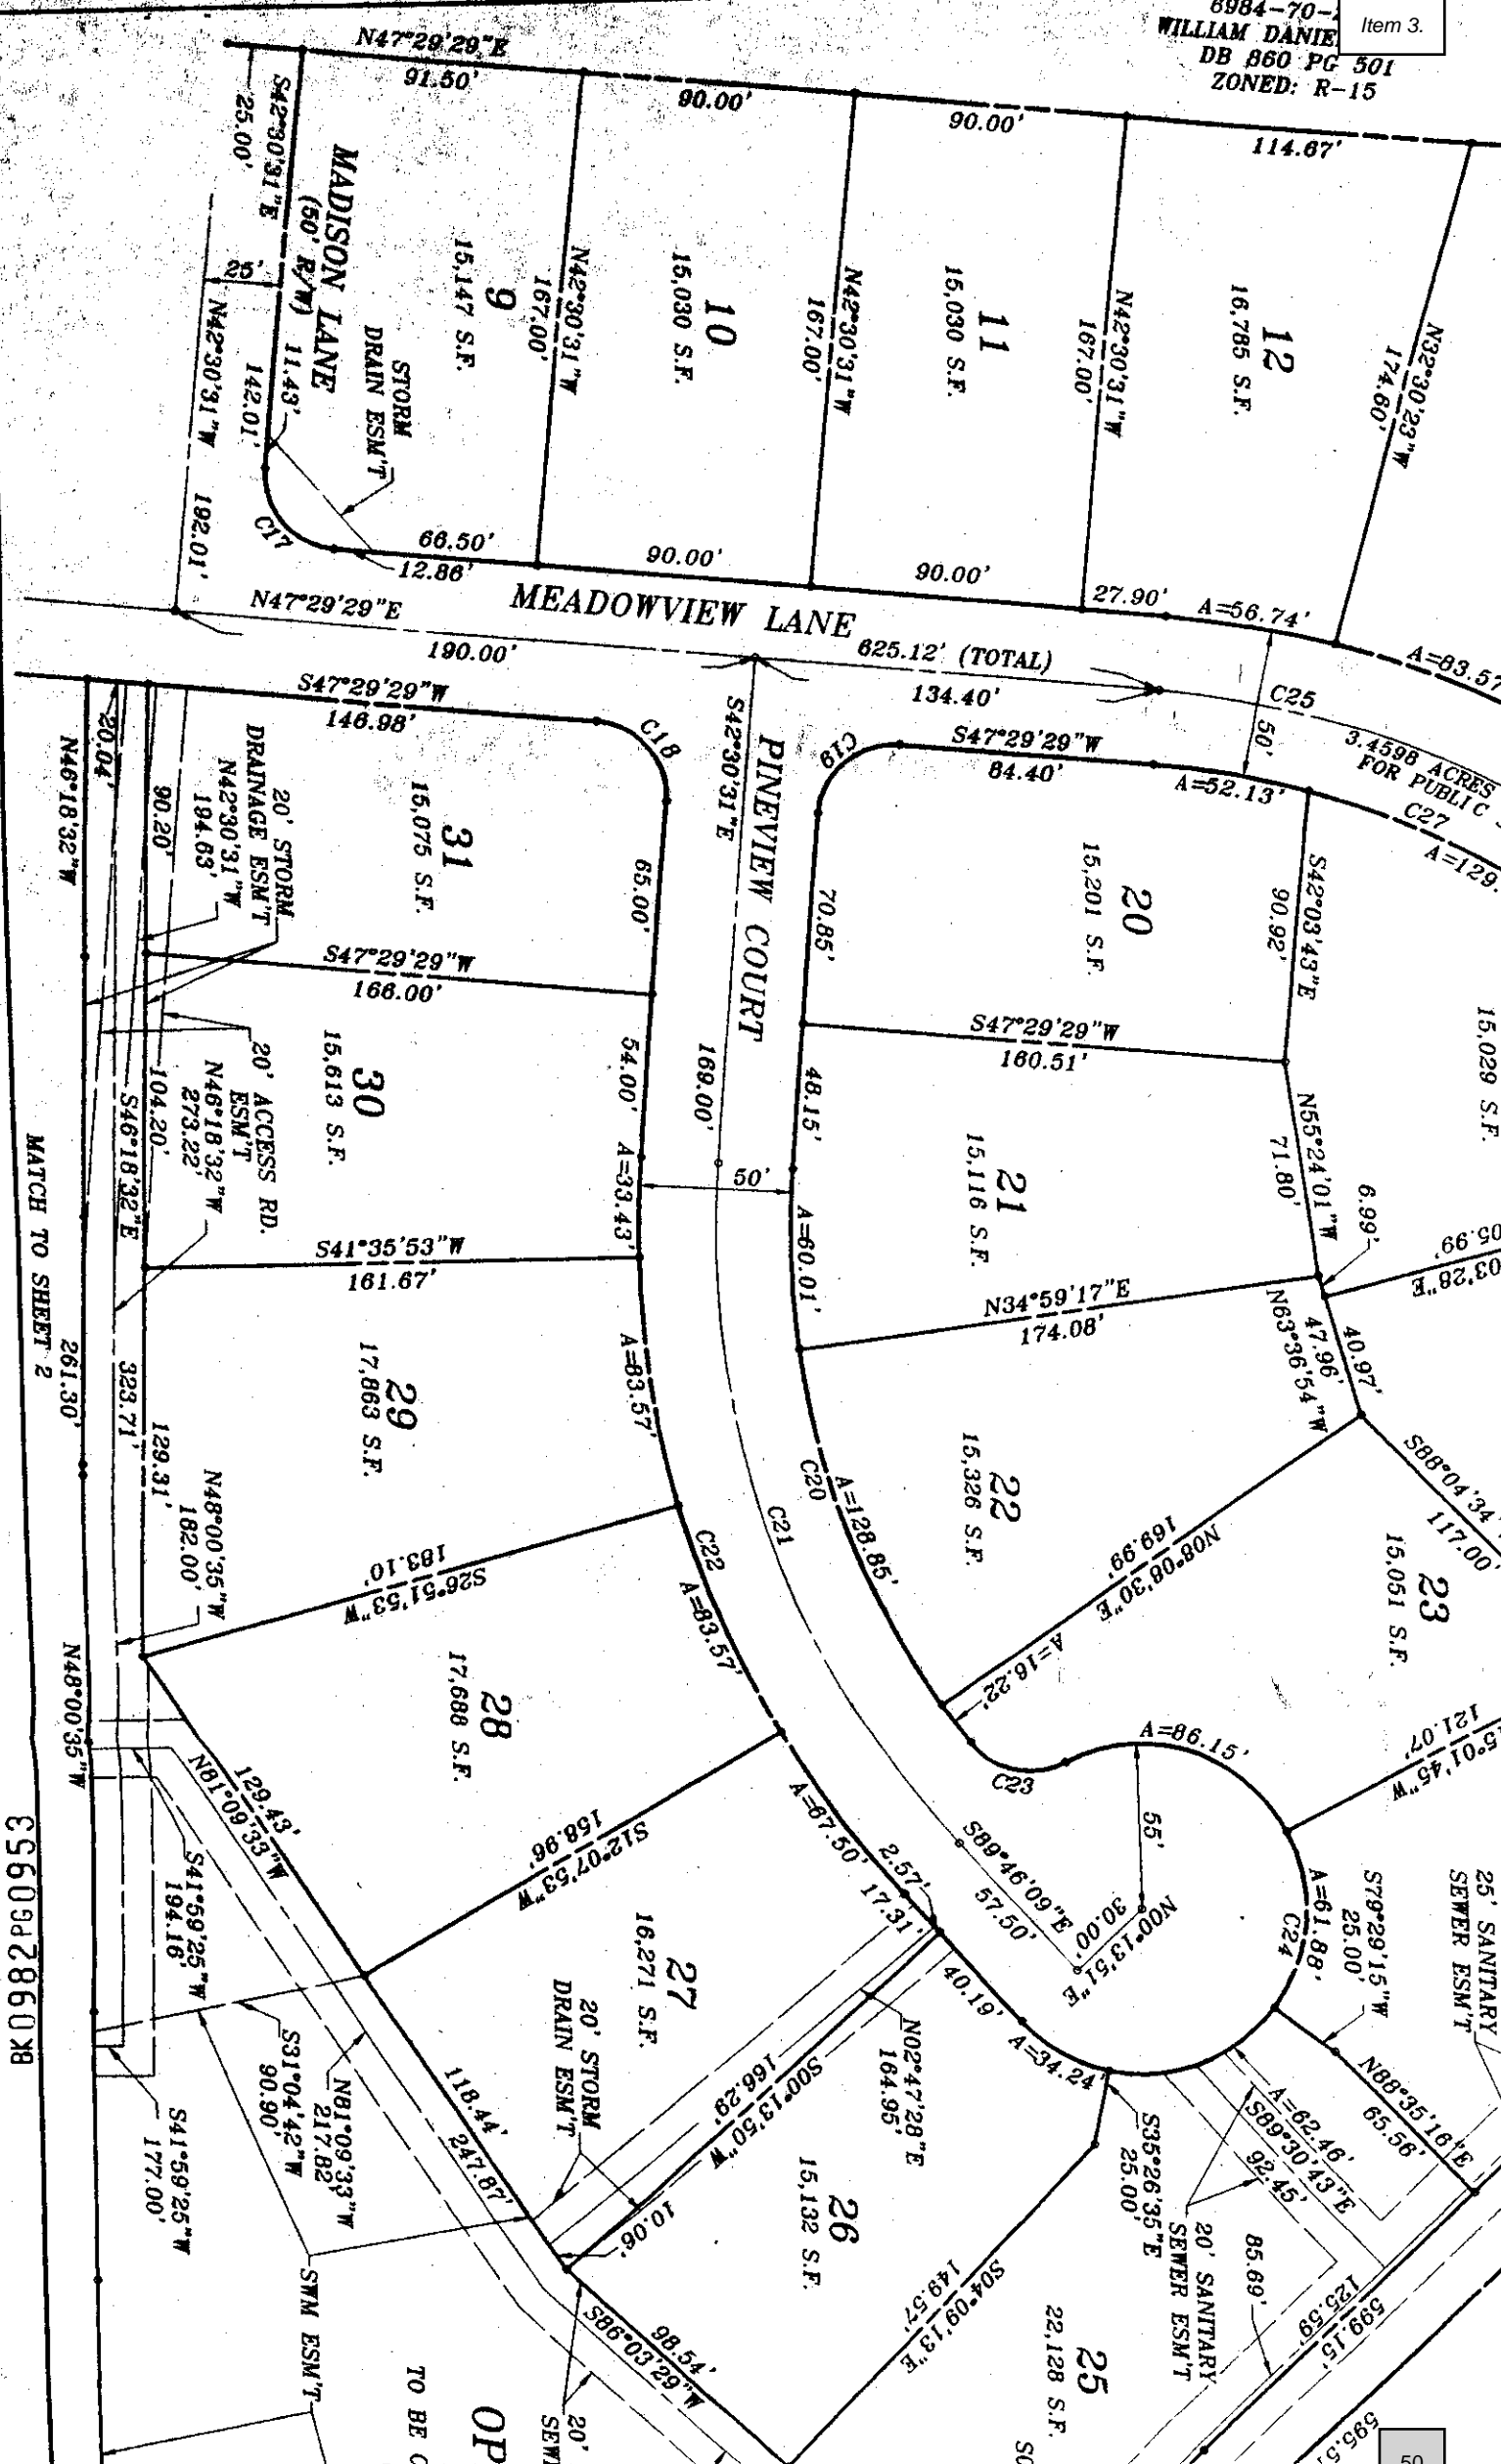 6984-70-
WILLIAM DANIE
DB 860 PG 501
ZONED: R-15
Item 3.
N47°29'29"E
91.50'
90.00'
90.00'
114.67'
S42°30'31"E
25.00'
MADISON LANE
(50' R/W)
25'
11.43'
142.01'
N42°30'31"W
192.01'
STORM
DRAIN ESM'T
9
15,147 S.F.
N42°30'31"W
167.00'
10
15,030 S.F.
N42°30'31"W
167.00'
11
15,030 S.F.
N42°30'31"W
167.00'
12
16,785 S.F.
N32°30'23"W
174.60'
C17
66.50'
12.86'
90.00'
90.00'
27.90'
A=56.74'
A=83.57
MEADOWVIEW LANE
N47°29'29"E
190.00'
625.12' (TOTAL)
134.40'
C25
50'
3.4598 ACRES
FOR PUBLIC
C27
A=129.
S47°29'29"W
146.98'
C18
S42°30'31"E
PINEVIEW COURT
169.00'
C19
S47°29'29"W
84.40'
A=52.13'
N46°18'32"W
20.04'
90.20'
20' STORM
DRAINAGE ESM'T
N42°30'31"W
194.63'
31
15,075 S.F.
65.00'
70.85'
20
15,201 S.F.
S42°03'43"E
90.92'
15,029 S.F.
S47°29'29"W
166.00'
S47°29'29"W
160.51'
20' ACCESS RD.
ESM'T
N46°18'32"W
273.22'
104.20'
S46°18'32"E
30
15,613 S.F.
54.00'
A=33.43'
50'
48.15'
A=60.01'
21
15,116 S.F.
N55°24'01"W
71.80'
6.99'
05.99'
03'28"E
S41°35'53"W
161.67'
N34°59'17"E
174.08'
40.97'
47.96'
N63°36'54"W
MATCH TO SHEET 2
261.30'
323.71'
129.31'
N48°00'35"W
182.00'
29
17,863 S.F.
A=83.57'
C20
A=128.85'
C21
22
15,326 S.F.
S88°04'34
117.00'
N08°08'30"E
169.99'
23
15,051 S.F.
S26°51'53"W
183.10'
C22
A=83.57'
A=16.22'
C23
A=86.15'
121.07'
5°01'45"W
N48°00'35"W
28
17,688 S.F.
129.43'
N81°09'33"W
S41°59'25"W
194.16'
S12°07'53"W
158.96'
A=67.50'
2.57'
17.31'
S89°46'09"E
57.50'
55'
N00°13'51"E
30.00'
A=61.88'
C24
S79°29'15"W
25.00'
25' SANITARY
SEWER ESM'T
BK0982PG0953
27
16,271 S.F.
20' STORM
DRAIN ESM'T
40.19'
A=34.24'
N02°47'28"E
164.95'
S00°13'50"W
166.29'
S35°26'35"E
25.00'
A=62.46'
S89°30'43"E
92.45'
N88°35'16"E
65.56'
20' SANITARY
SEWER ESM'T
S31°04'42"W
90.90'
N81°09'33"W
217.82'
118.44'
247.87'
S41°59'25"W
177.00'
10.06'
26
15,132 S.F.
S04°09'13"E
149.57'
85.69'
125.59'
599.15'
595.5
SWM ESM'T
S86°03'29"W
98.54'
25
22,128 S.F.
20'
SEW
OP
TO BE
SO
50